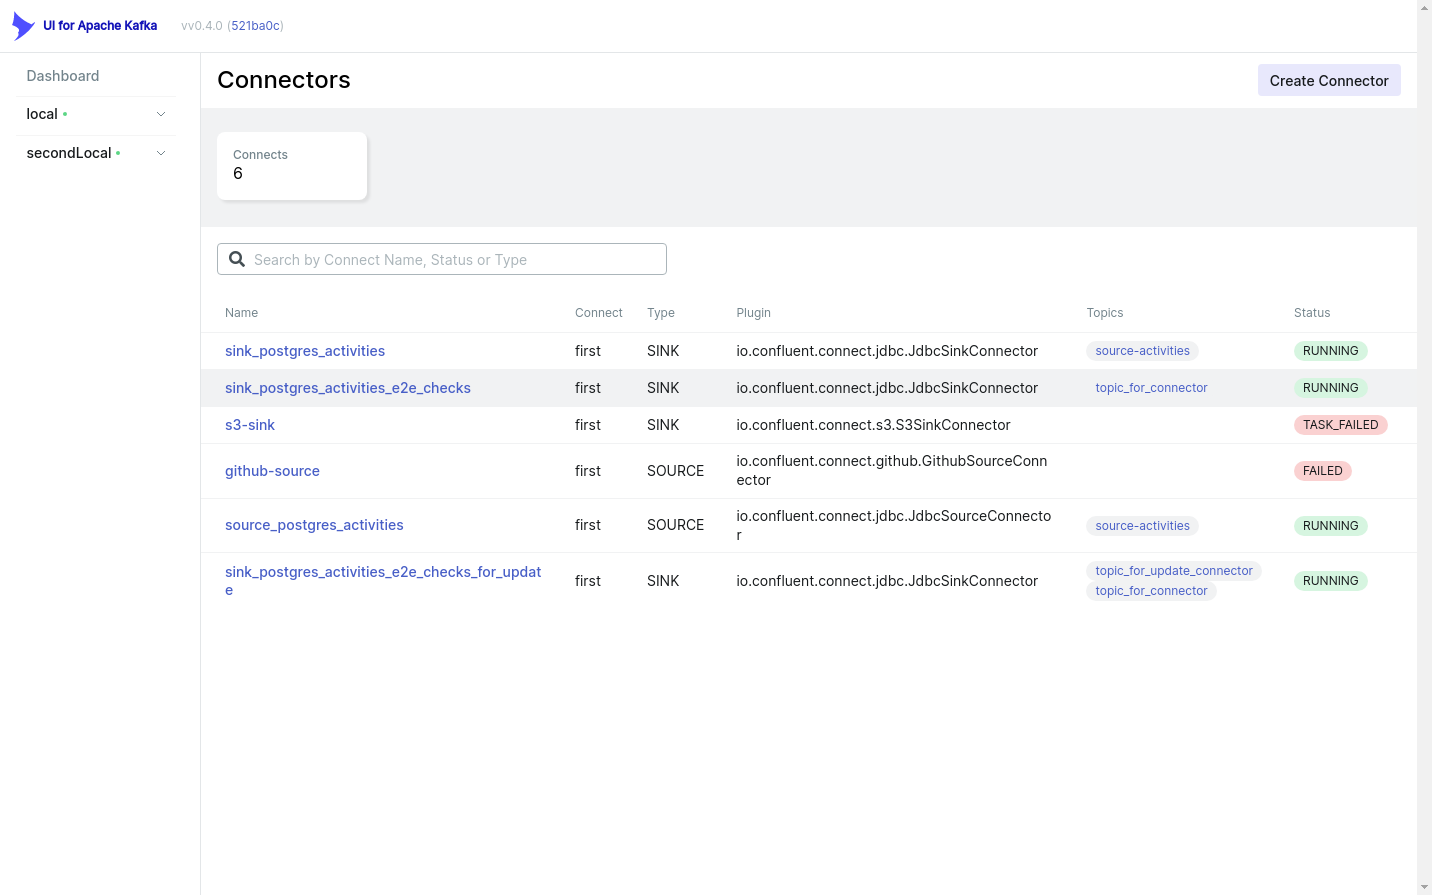 UI for Apache Kafka vv0.4.0 (521ba0c)
Dashboard
local
secondLocal
Connectors
Create Connector
Connects
6
Search by Connect Name, Status or Type
Name Connect Type Plugin Topics Status
sink_postgres_activities first SINK io.confluent.connect.jdbc.JdbcSinkConnector source-activities RUNNING
sink_postgres_activities_e2e_checks first SINK io.confluent.connect.jdbc.JdbcSinkConnector topic_for_connector RUNNING
s3-sink first SINK io.confluent.connect.s3.S3SinkConnector TASK_FAILED
github-source first SOURCE io.confluent.connect.github.GithubSourceConn
ector FAILED
source_postgres_activities first SOURCE io.confluent.connect.jdbc.JdbcSourceConnecto
r source-activities RUNNING
sink_postgres_activities_e2e_checks_for_updat
e first SINK io.confluent.connect.jdbc.JdbcSinkConnector topic_for_update_connector
topic_for_connector RUNNING